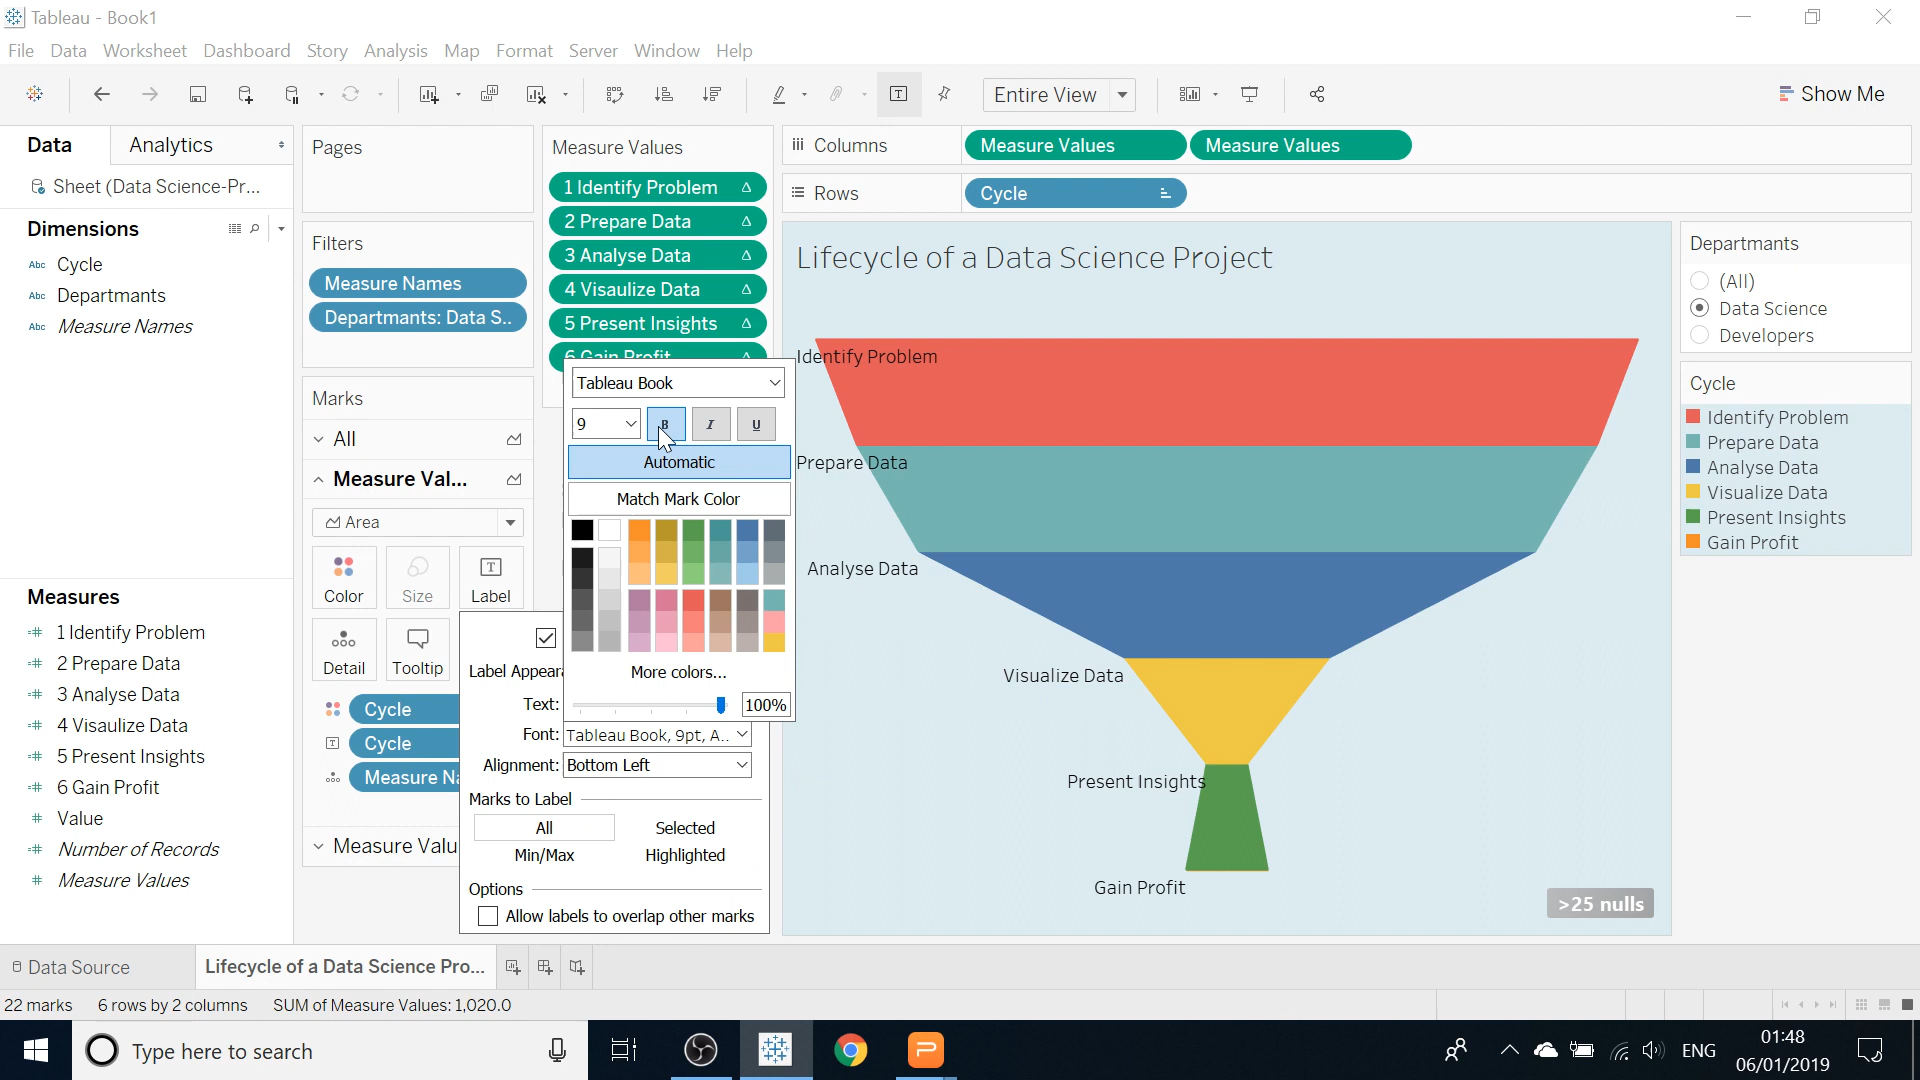 Tableau - Book1
File Data Worksheet Dashboard Story Analysis Map Format Server Window Help
Entire View
Show Me
Data Analytics
Sheet (Data Science-Pr...
Dimensions
Abc Cycle
Abc Departments
Abc Measure Names
Measures
1 Identify Problem
2 Prepare Data
3 Analyse Data
4 Visaulize Data
5 Present Insights
6 Gain Profit
Value
Number of Records
Measure Values
Pages
Filters
Measure Names
Departments: Data S..
Marks
All
Measure Val...
Area
Color Size Label
Detail Tooltip
Cycle
Cycle
Measure Na
Measure Valu
Measure Values
1 Identify Problem
2 Prepare Data
3 Analyse Data
4 Visaulize Data
5 Present Insights
6 Gain Profit
Tableau Book
9 B I U
Automatic
Match Mark Color
More colors...
100%
Label Appeara
Text:
Font: Tableau Book, 9pt, A..
Alignment: Bottom Left
Marks to Label
All Selected
Min/Max Highlighted
Options
Allow labels to overlap other marks
Columns Measure Values Measure Values
Rows Cycle
Lifecycle of a Data Science Project
Identify Problem
Prepare Data
Analyse Data
Visualize Data
Present Insights
Gain Profit
>25 nulls
Departments
(All)
Data Science
Developers
Cycle
Identify Problem
Prepare Data
Analyse Data
Visualize Data
Present Insights
Gain Profit
Data Source Lifecycle of a Data Science Pro...
22 marks 6 rows by 2 columns SUM of Measure Values: 1,020.0
Type here to search
ENG
01:48
06/01/2019